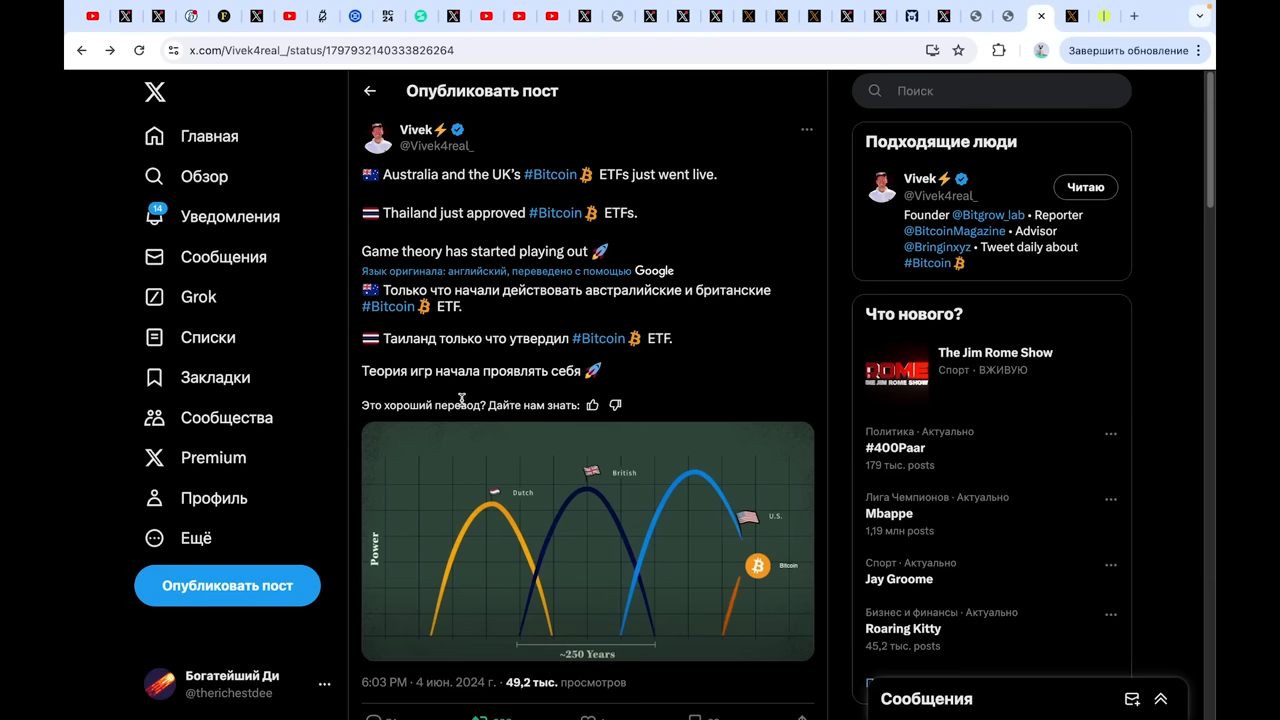 x.com/Vivek4real_/status/1797932140333826264
Завершить обновление
Главная
Обзор
14
Уведомления
Сообщения
Grok
Списки
Закладки
Сообщества
Premium
Профиль
Ещё
Опубликовать пост
Богатейший Ди
@therichestdee
Опубликовать пост
Vivek⚡
@Vivek4real_
🇦🇺 Australia and the UK's #Bitcoin ETFs just went live.
🇹🇭 Thailand just approved #Bitcoin ETFs.
Game theory has started playing out 🚀
Язык оригинала: английский, переведено с помощью Google
🇦🇺 Только что начали действовать австралийские и британские
#Bitcoin ETF.
🇹🇭 Таиланд только что утвердил #Bitcoin ETF.
Теория игр начала проявлять себя 🚀
Это хороший перевод? Дайте нам знать:
Dutch
British
U.S.
Bitcoin
Power
~250 Years
6:03 PM · 4 июн. 2024 г. · 49,2 тыс. просмотров
Поиск
Подходящие люди
Vivek⚡
@Vivek4real_
Читаю
Founder @Bitgrow_lab • Reporter
@BitcoinMagazine • Advisor
@Bringinxyz • Tweet daily about
#Bitcoin
Что нового?
ROME
THE JIM ROME SHOW
The Jim Rome Show
Спорт · ВЖИВУЮ
Политика · Актуально
#400Paar
179 тыс. posts
Лига Чемпионов · Актуально
Mbappe
1,19 млн posts
Спорт · Актуально
Jay Groome
Бизнес и финансы · Актуально
Roaring Kitty
45,2 тыс. posts
Сообщения